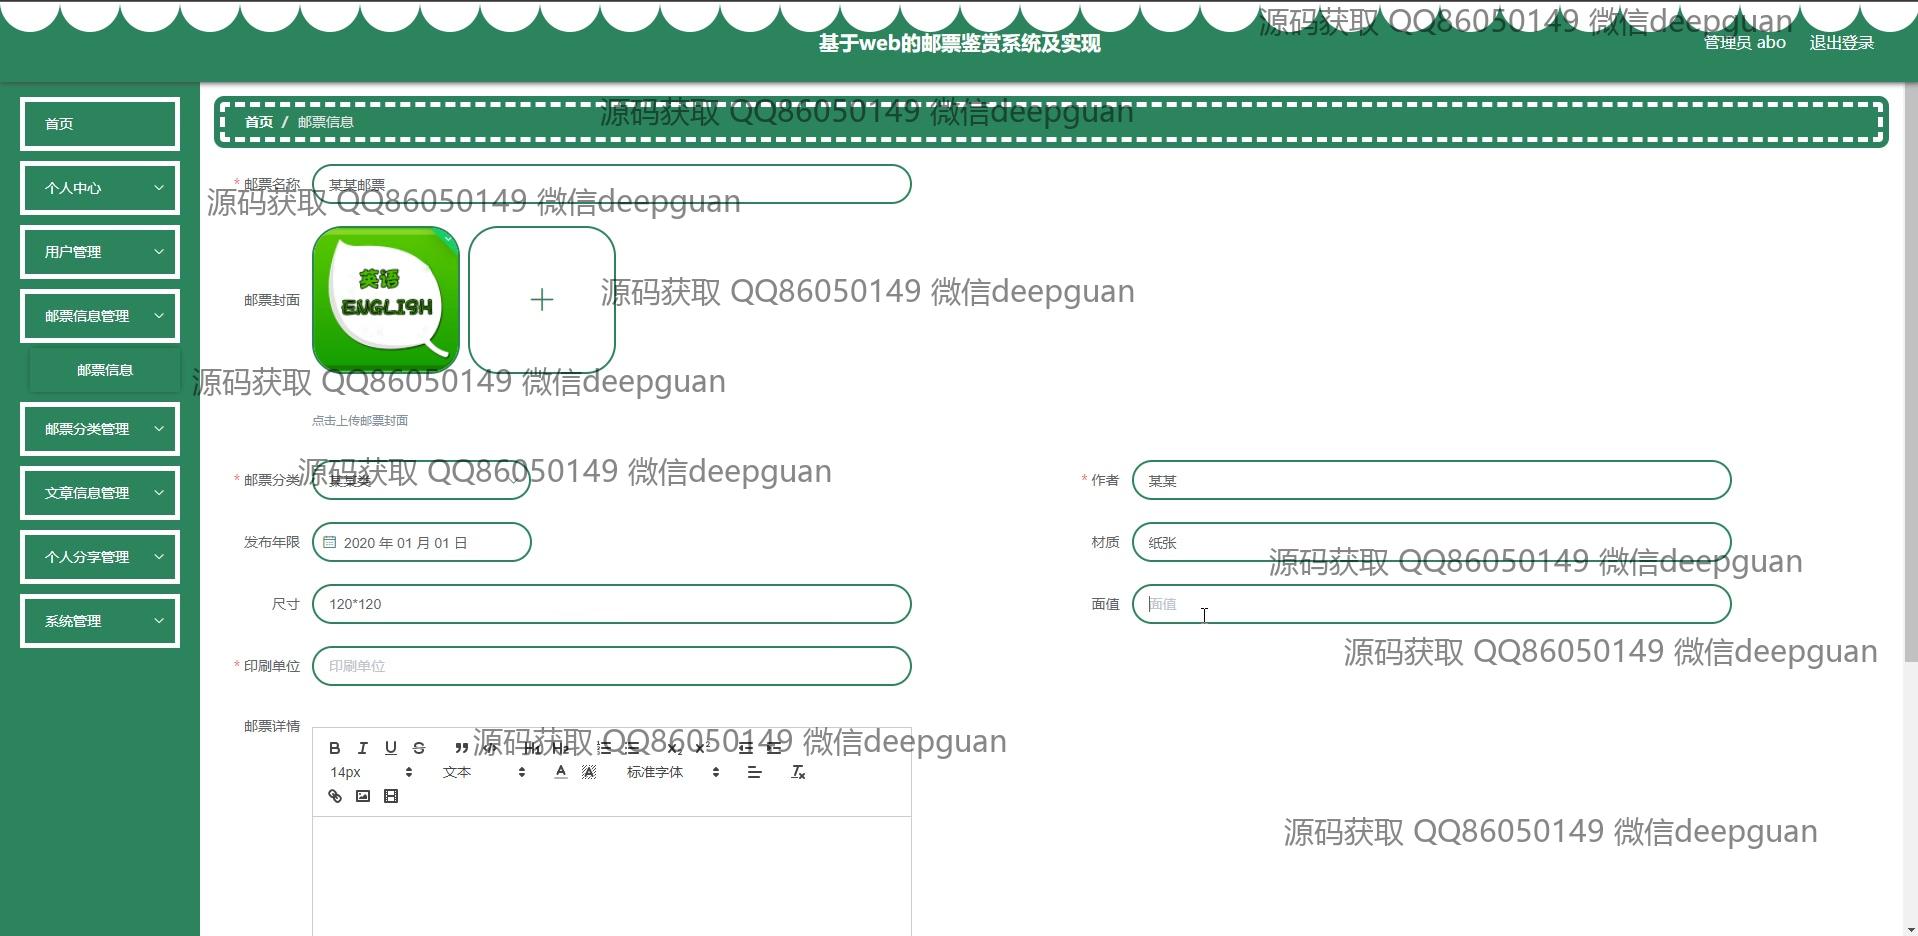 源码获取 QQ86050149 微信deepguan
基于web的邮票鉴赏系统及实现
管理员 abo
退出登录
首页
个人中心
用户管理
邮票信息管理
邮票信息
邮票分类管理
文章信息管理
个人分享管理
系统管理
首页 / 邮票信息
源码获取 QQ86050149 微信deepguan
* 邮票名称 某某邮票
源码获取 QQ86050149 微信deepguan
邮票封面
英语
ENGLISH
源码获取 QQ86050149 微信deepguan
源码获取 QQ86050149 微信deepguan
点击上传邮票封面
源码获取 QQ86050149 微信deepguan
* 邮票分类 某某类
* 作者 某某
发布年限 2020 年 01 月 01 日
材质 纸张
源码获取 QQ86050149 微信deepguan
尺寸 120*120
面值 面值
源码获取 QQ86050149 微信deepguan
* 印刷单位 印刷单位
邮票详情
源码获取 QQ86050149 微信deepguan
B I U S ” </> H1 H2 X₂ X²
14px 文本 A A 标准字体 Tx
源码获取 QQ86050149 微信deepguan